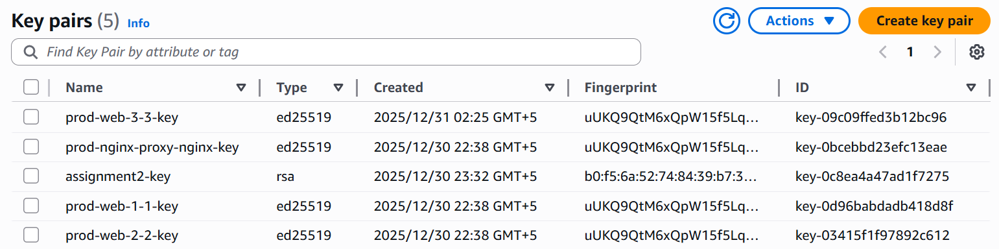 Key pairs (5) Info Actions Create key pair
Find Key Pair by attribute or tag 1
Name Type Created Fingerprint ID
prod-web-3-3-key ed25519 2025/12/31 02:25 GMT+5 uUKQ9QtM6xQpW15f5Lq... key-09c09ffed3b12bc96
prod-nginx-proxy-nginx-key ed25519 2025/12/30 22:38 GMT+5 uUKQ9QtM6xQpW15f5Lq... key-0bcebbd23efc13eae
assignment2-key rsa 2025/12/30 23:32 GMT+5 b0:f5:6a:52:74:84:39:b7:3... key-0c8ea4a47ad1f7275
prod-web-1-1-key ed25519 2025/12/30 22:38 GMT+5 uUKQ9QtM6xQpW15f5Lq... key-0d96babdadb418d8f
prod-web-2-2-key ed25519 2025/12/30 22:38 GMT+5 uUKQ9QtM6xQpW15f5Lq... key-03415f1f97892c612